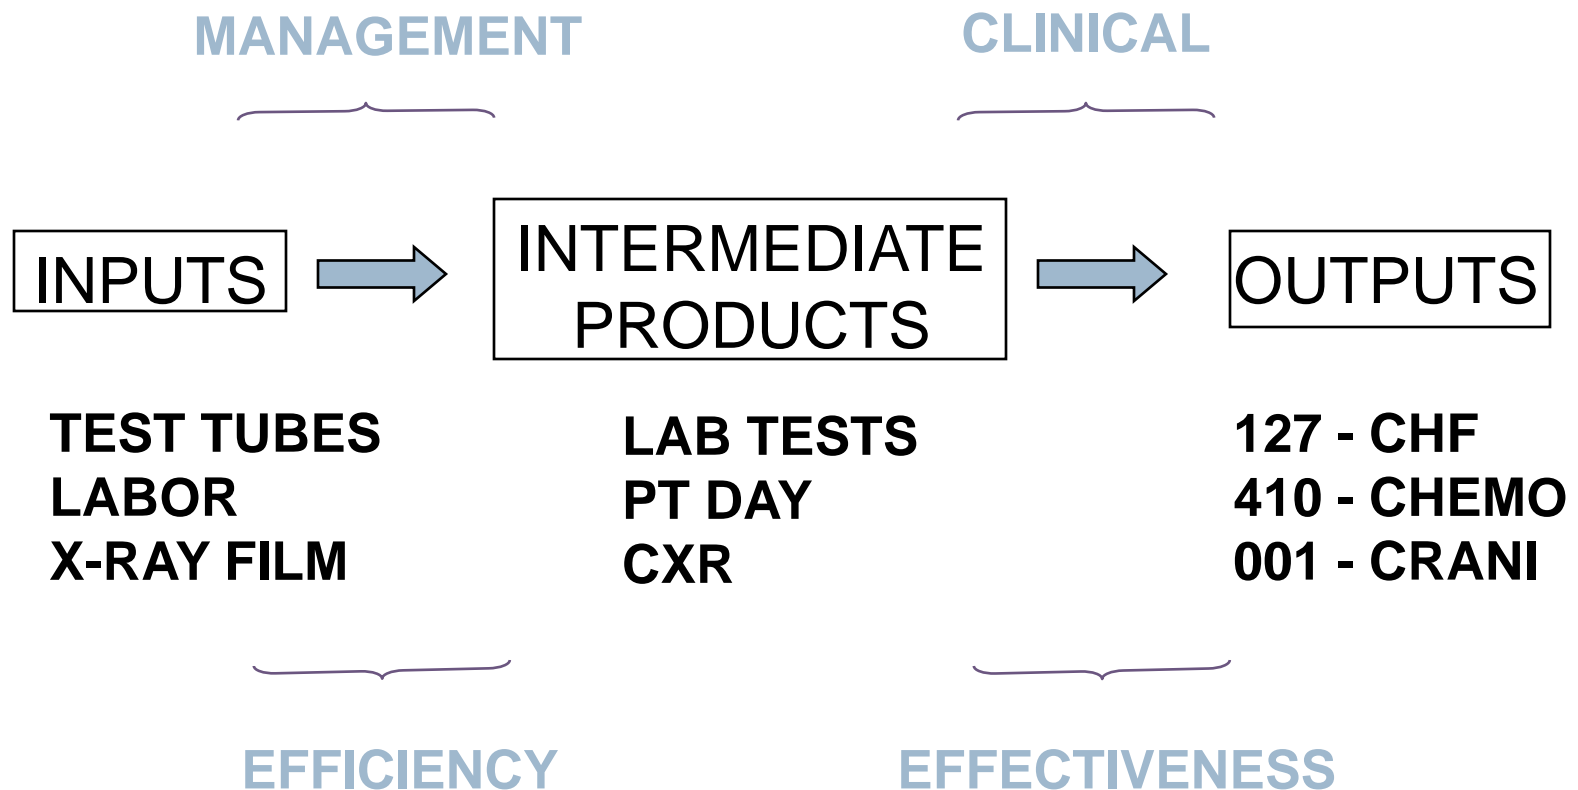 MANAGEMENT
CLINICAL
INPUTS
INTERMEDIATE
PRODUCTS
OUTPUTS
TEST TUBES
LABOR
X-RAY FILM
LAB TESTS
PT DAY
CXR
127 - CHF
410 - CHEMO
001 - CRANI
EFFICIENCY
EFFECTIVENESS